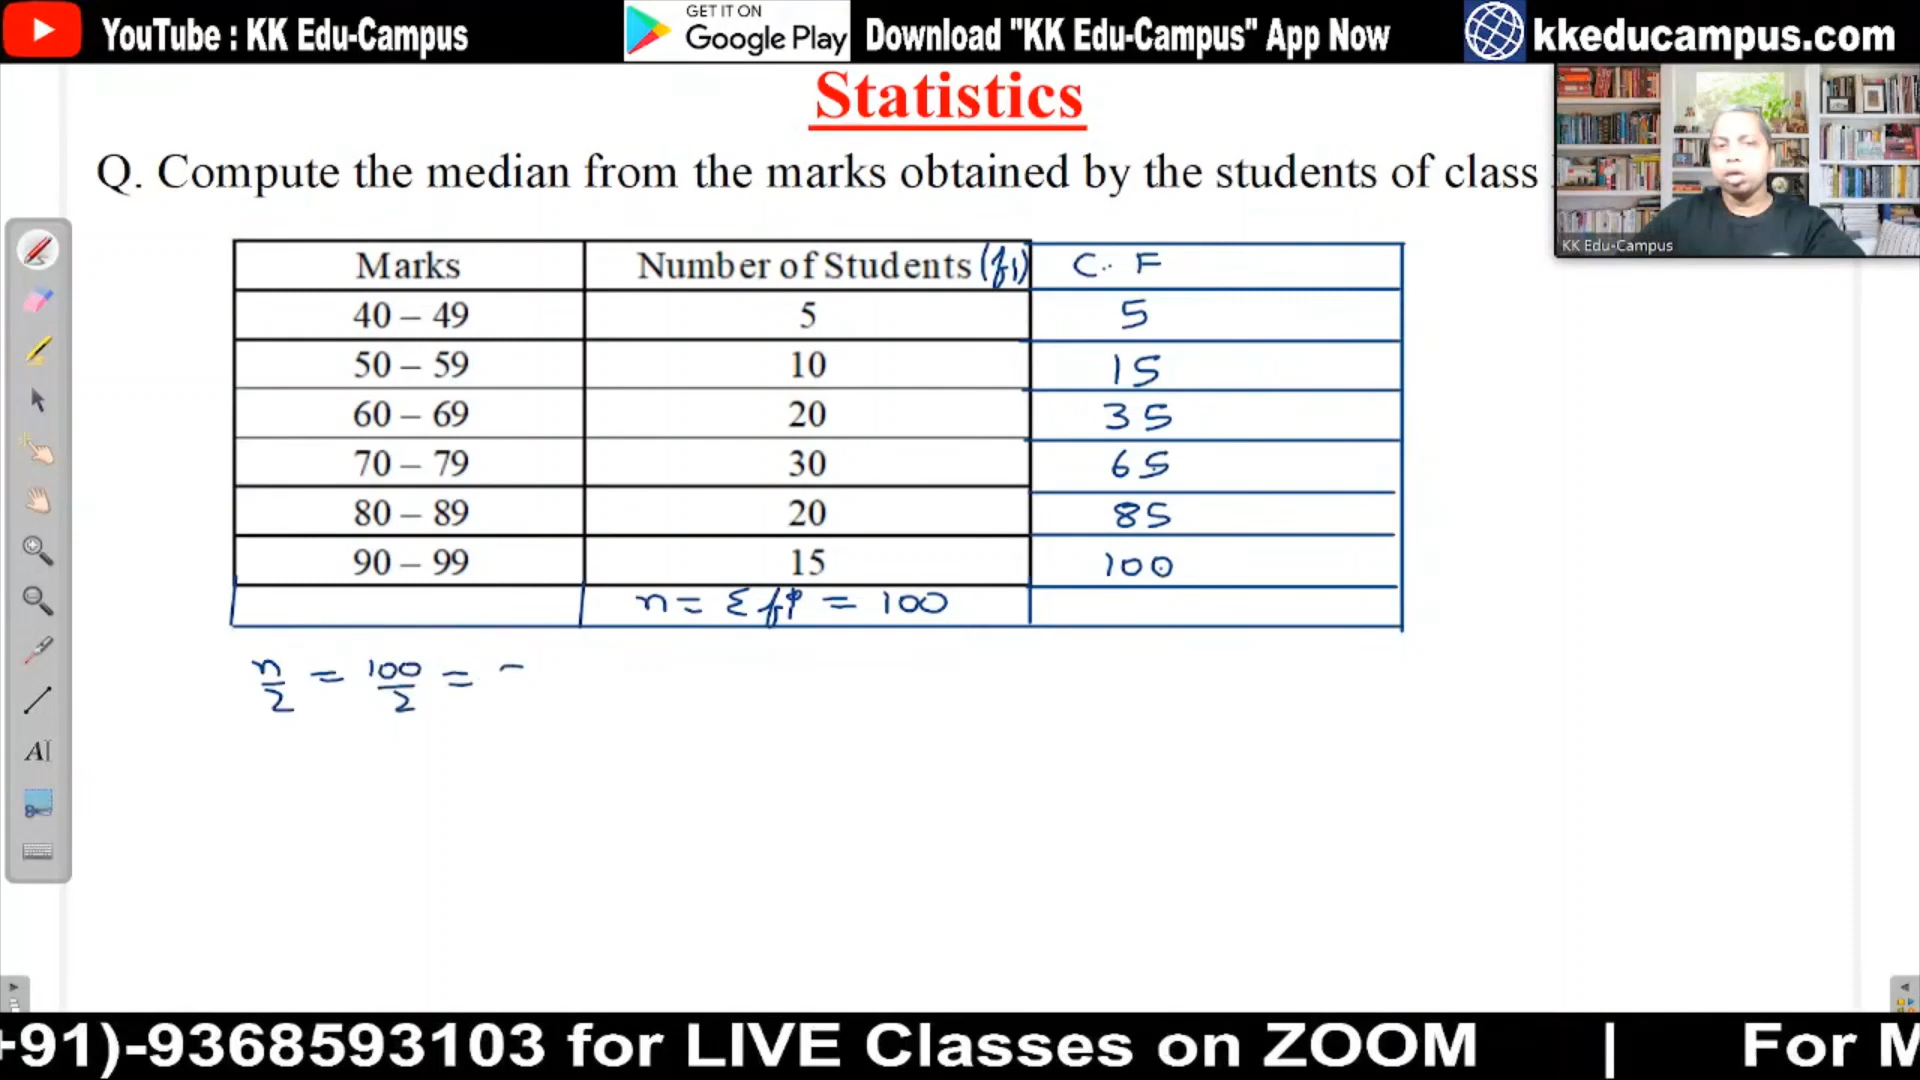 YouTube : KK Edu-Campus
GET IT ON
Google Play
Download "KK Edu-Campus" App Now
kkeducampus.com
Statistics
Q. Compute the median from the marks obtained by the students of class
KK Edu-Campus
Marks Number of Students (fi) C.F
40 – 49 5 5
50 – 59 10 15
60 – 69 20 35
70 – 79 30 65
80 – 89 20 85
90 – 99 15 100
n = Σfi = 100
n/2 = 100/2 =
A
+91)-9368593103 for LIVE Classes on ZOOM | For M